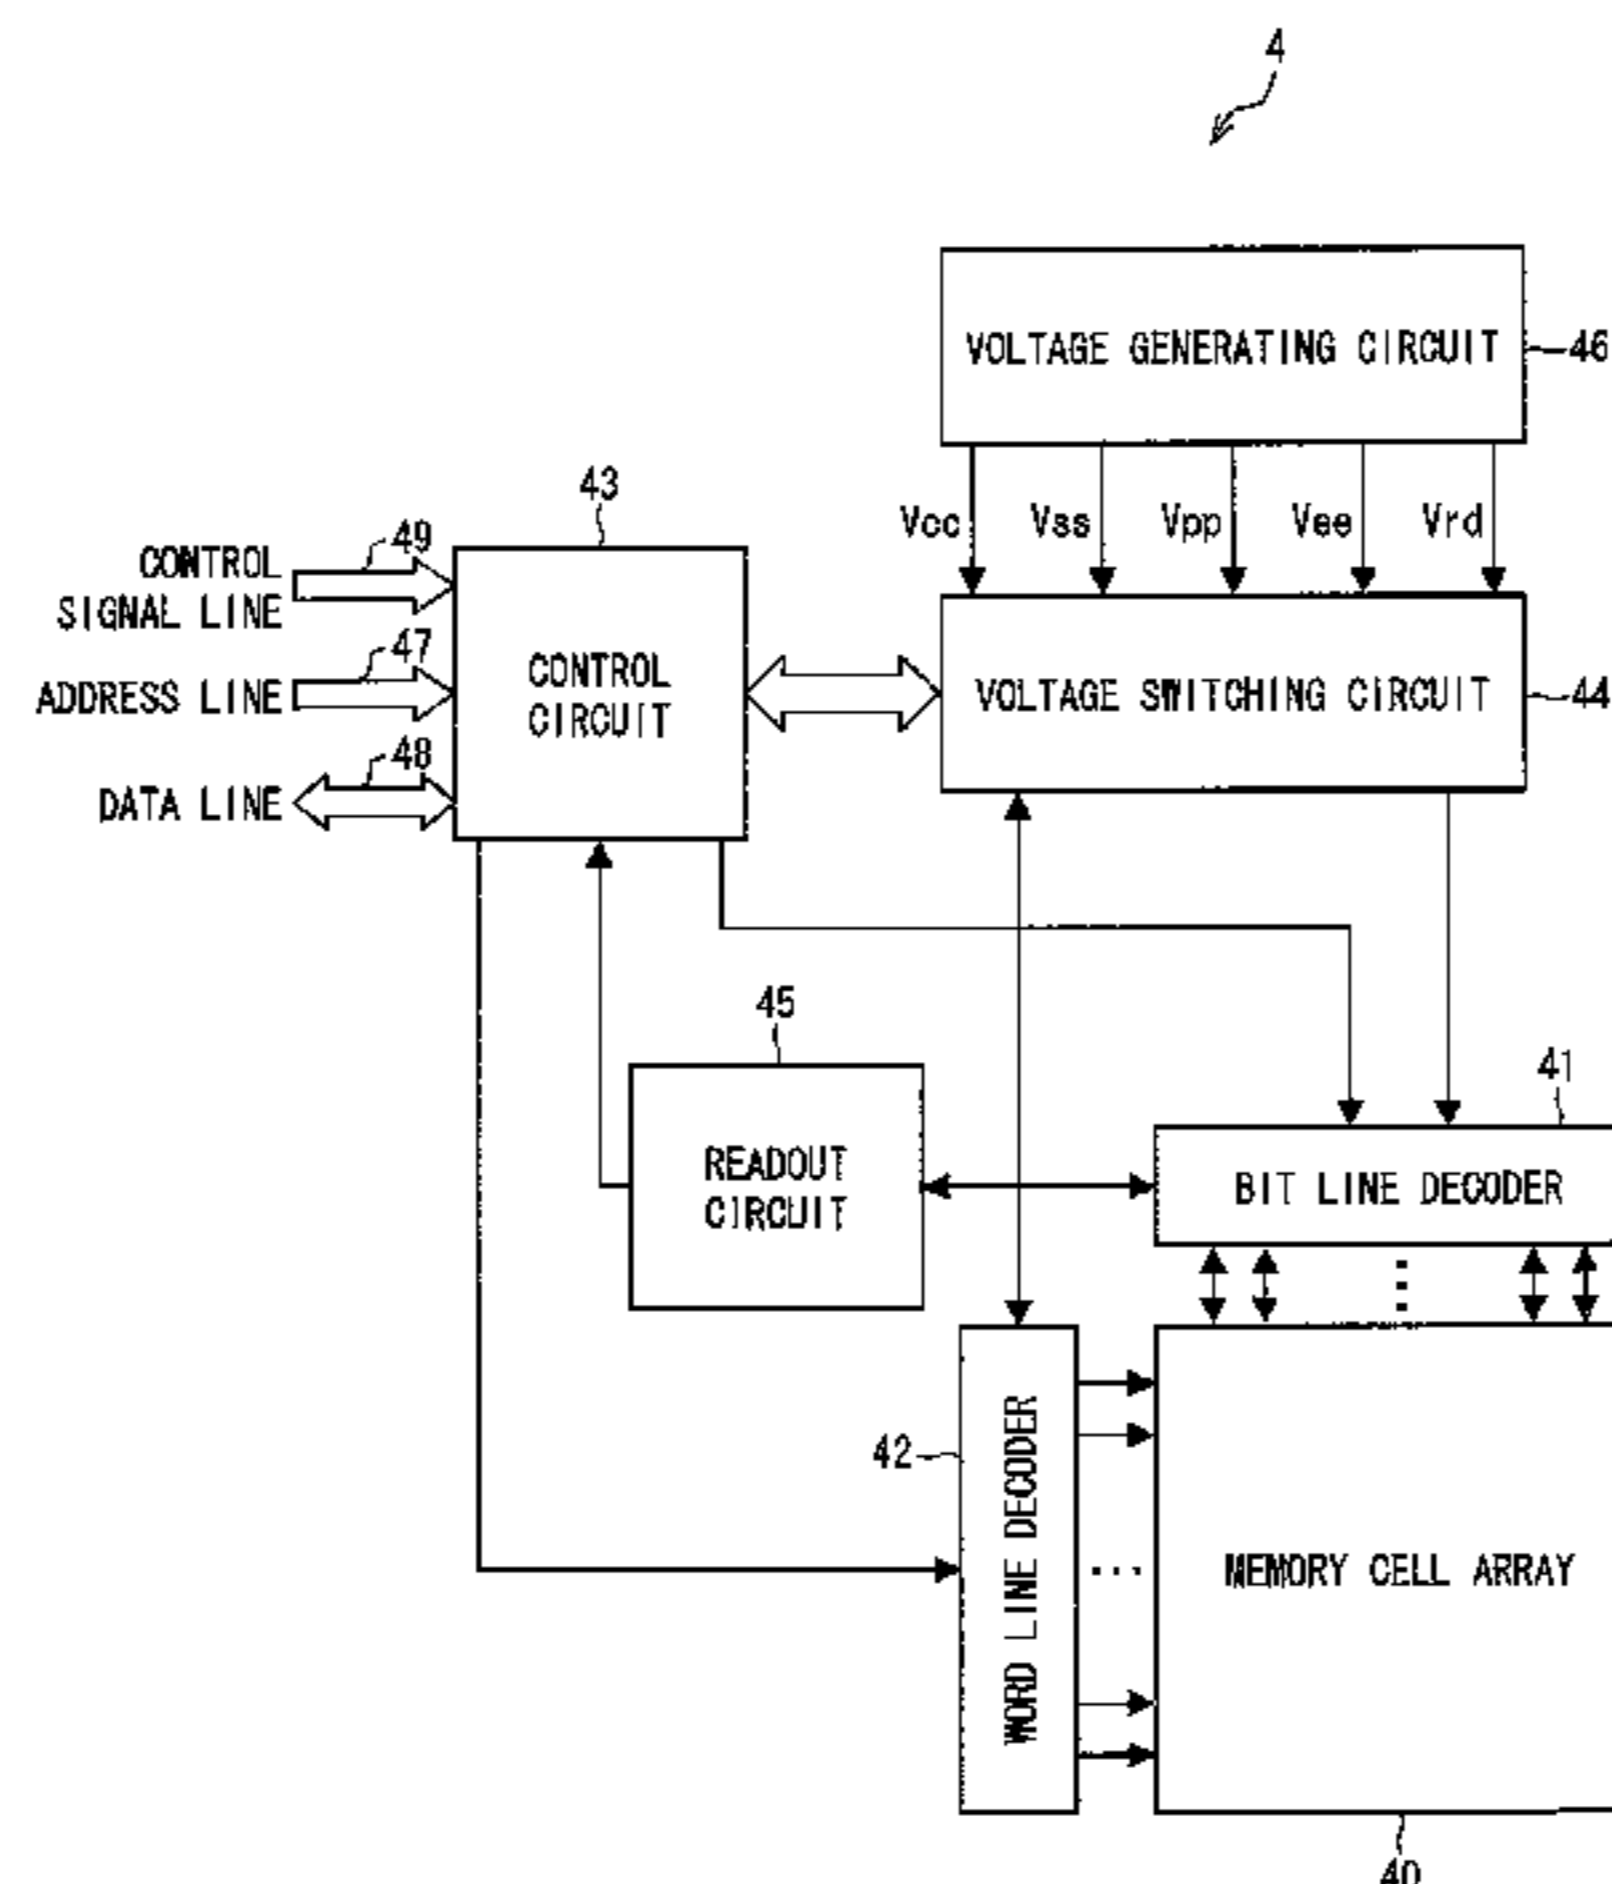 4
VOLTAGE GENERATING CIRCUIT
46
Vcc Vss Vpp Vee Vrd
43
49
CONTROL
SIGNAL LINE
47
ADDRESS LINE
48
DATA LINE
CONTROL
CIRCUIT
VOLTAGE SWITCHING CIRCUIT
44
45
READOUT
CIRCUIT
41
BIT LINE DECODER
42
WORD LINE DECODER
MEMORY CELL ARRAY
40